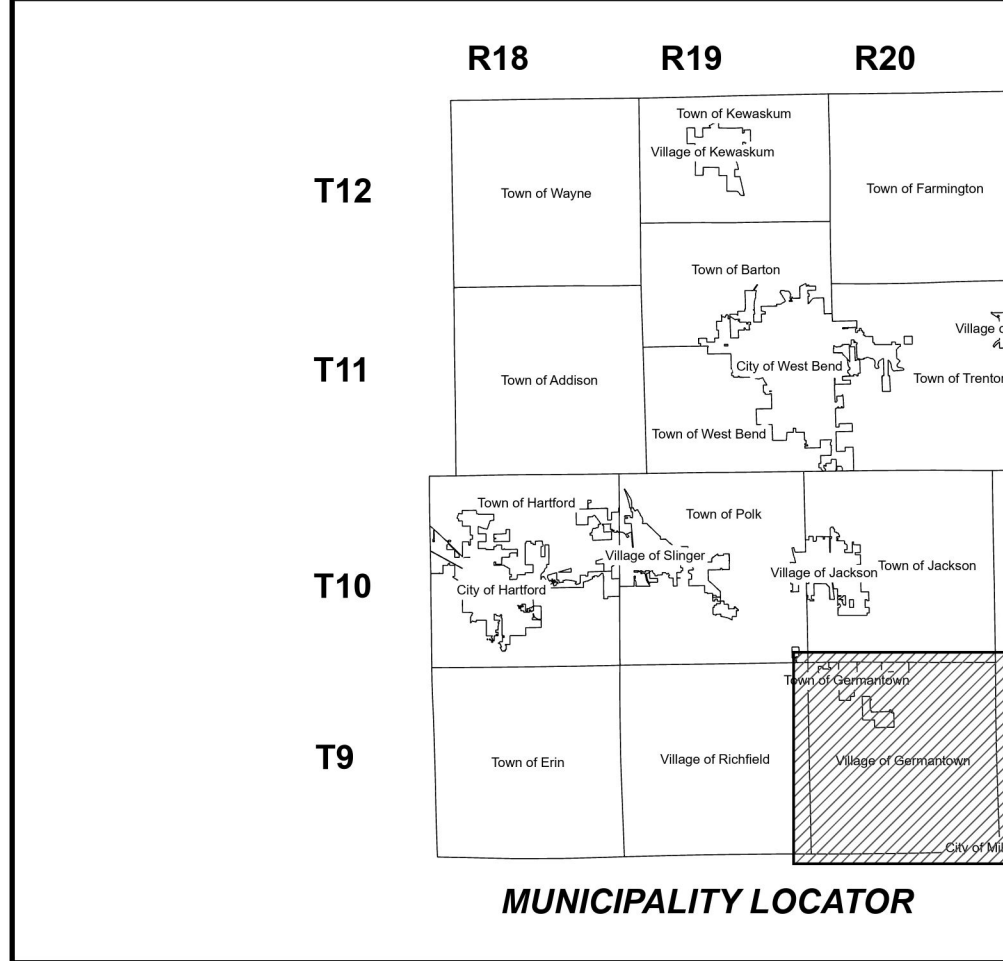 R18 R19 R20
Town of Kewaskum
Village of Kewaskum
T12
Town of Wayne
Town of Farmington
Town of Barton
Village
T11
City of West Bend
Town of Addison
Town of Trenton
Town of West Bend
Town of Hartford
Town of Polk
Village of Slinger
Town of Jackson
Village of Jackson
T10
City of Hartford
Town of Germantown
T9
Town of Erin
Village of Richfield
Village of Germantown
City of
MUNICIPALITY LOCATOR